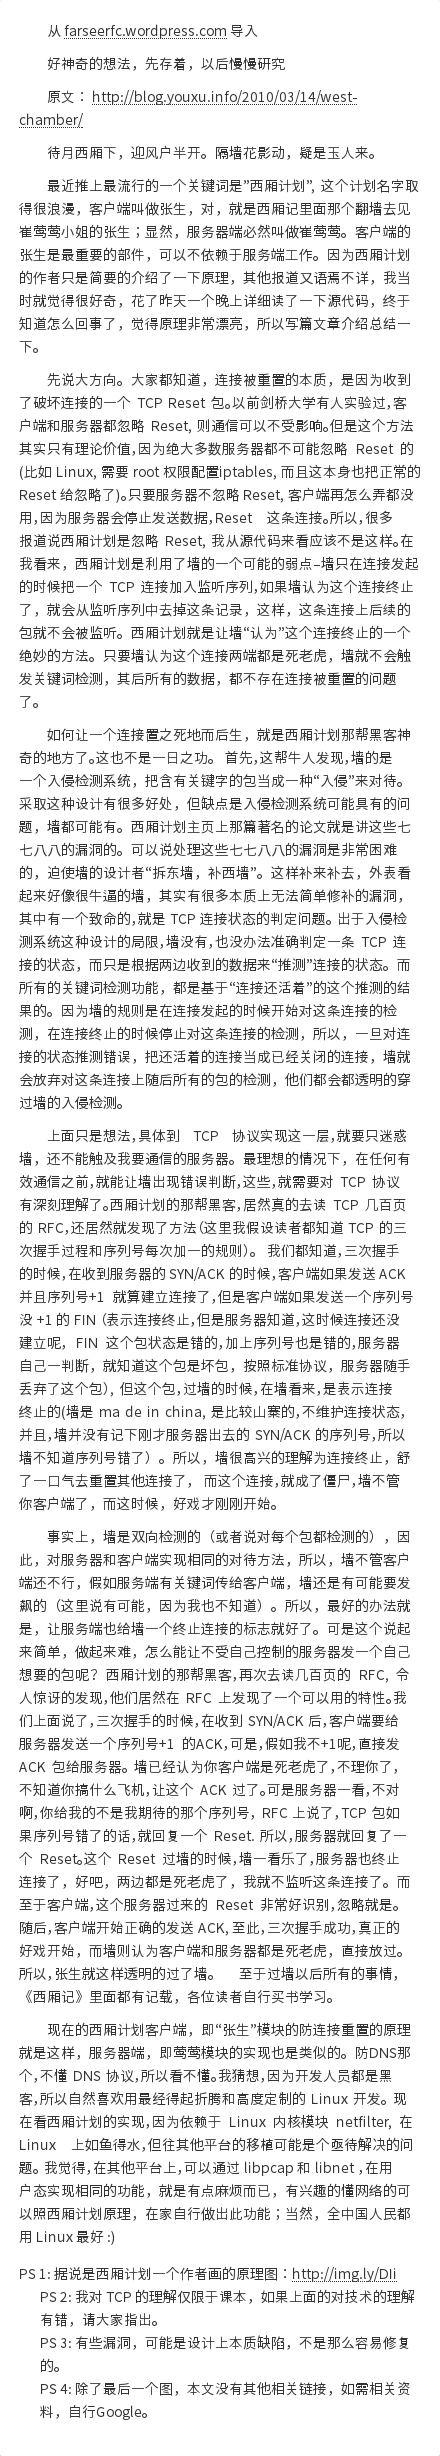 从 farseerfc.wordpress.com 导入
好神奇的想法，先存着，以后慢慢研究
原文： http://blog.youxu.info/2010/03/14/west-
chamber/
待月西厢下，迎风户半开。隔墙花影动，疑是玉人来。
最近推上最流行的一个关键词是”西厢计划”, 这个计划名字取
得很浪漫，客户端叫做张生，对，就是西厢记里面那个翻墙去见
崔莺莺小姐的张生；显然，服务器端必然叫做崔莺莺。客户端的
张生是最重要的部件，可以不依赖于服务端工作。因为西厢计划
的作者只是简要的介绍了一下原理，其他报道又语焉不详，我当
时就觉得很好奇，花了昨天一个晚上详细读了一下源代码，终于
知道怎么回事了，觉得原理非常漂亮，所以写篇文章介绍总结一
下。
先说大方向。大家都知道，连接被重置的本质，是因为收到
了破坏连接的一个 TCP Reset 包。以前剑桥大学有人实验过,客
户端和服务器都忽略 Reset, 则通信可以不受影响。但是这个方法
其实只有理论价值,因为绝大多数服务器都不可能忽略 Reset 的
(比如 Linux, 需要 root 权限配置iptables, 而且这本身也把正常的
Reset 给忽略了)。只要服务器不忽略 Reset, 客户端再怎么弄都没
用,因为服务器会停止发送数据,Reset 这条连接。所以,很多
报道说西厢计划是忽略 Reset, 我从源代码来看应该不是这样。在
我看来，西厢计划是利用了墙的一个可能的弱点–墙只在连接发起
的时候把一个 TCP 连接加入监听序列,如果墙认为这个连接终止
了，就会从监听序列中去掉这条记录，这样，这条连接上后续的
包就不会被监听。西厢计划就是让墙“认为”这个连接终止的一个
绝妙的方法。只要墙认为这个连接两端都是死老虎，墙就不会触
发关键词检测，其后所有的数据，都不存在连接被重置的问题
了。
如何让一个连接置之死地而后生，就是西厢计划那帮黑客神
奇的地方了。这也不是一日之功。 首先,这帮牛人发现,墙的是
一个入侵检测系统，把含有关键字的包当成一种“入侵”来对待。
采取这种设计有很多好处，但缺点是入侵检测系统可能具有的问
题，墙都可能有。西厢计划主页上那篇著名的论文就是讲这些七
七八八的漏洞的。可以说处理这些七七八八的漏洞是非常困难
的，迫使墙的设计者“拆东墙，补西墙”。这样补来补去，外表看
起来好像很牛逼的墙，其实有很多本质上无法简单修补的漏洞，
其中有一个致命的,就是 TCP 连接状态的判定问题。 出于入侵检
测系统这种设计的局限,墙没有,也没办法准确判定一条 TCP 连
接的状态，而只是根据两边收到的数据来“推测”连接的状态。而
所有的关键词检测功能，都是基于“连接还活着”的这个推测的结
果的。因为墙的规则是在连接发起的时候开始对这条连接的检
测，在连接终止的时候停止对这条连接的检测，所以，一旦对连
接的状态推测错误，把还活着的连接当成已经关闭的连接，墙就
会放弃对这条连接上随后所有的包的检测，他们都会都透明的穿
过墙的入侵检测。
上面只是想法,具体到 TCP 协议实现这一层,就要只迷惑
墙，还不能触及我要通信的服务器。最理想的情况下，在任何有
效通信之前,就能让墙出现错误判断,这些,就需要对 TCP 协议
有深刻理解了。西厢计划的那帮黑客,居然真的去读 TCP 几百页
的 RFC,还居然就发现了方法(这里我假设读者都知道 TCP 的三
次握手过程和序列号每次加一的规则）。 我们都知道,三次握手
的时候,在收到服务器的 SYN/ACK 的时候,客户端如果发送 ACK
并且序列号+1 就算建立连接了,但是客户端如果发送一个序列号
没 +1 的 FIN（表示连接终止,但是服务器知道,这时候连接还没
建立呢， FIN 这个包状态是错的,加上序列号也是错的,服务器
自己一判断，就知道这个包是坏包，按照标准协议，服务器随手
丢弃了这个包），但这个包,过墙的时候,在墙看来,是表示连接
终止的(墙是 ma de in china, 是比较山寨的,不维护连接状态,
并且,墙并没有记下刚才服务器出去的 SYN/ACK 的序列号,所以
墙不知道序列号错了）。所以，墙很高兴的理解为连接终止，舒
了一口气去重置其他连接了， 而这个连接,就成了僵尸,墙不管
你客户端了，而这时候，好戏才刚刚开始。
事实上，墙是双向检测的（或者说对每个包都检测的），因
此，对服务器和客户端实现相同的对待方法，所以，墙不管客户
端还不行，假如服务端有关键词传给客户端，墙还是有可能要发
飙的（这里说有可能，因为我也不知道）。所以，最好的办法就
是，让服务端也给墙一个终止连接的标志就好了。可是这个说起
来简单，做起来难，怎么能让不受自己控制的服务器发一个自己
想要的包呢？ 西厢计划的那帮黑客,再次去读几百页的 RFC, 令
人惊讶的发现,他们居然在 RFC 上发现了一个可以用的特性。我
们上面说了,三次握手的时候,在收到 SYN/ACK 后,客户端要给
服务器发送一个序列号+1 的ACK,可是,假如我不+1呢,直接发
ACK 包给服务器。 墙已经认为你客户端是死老虎了,不理你了,
不知道你搞什么飞机,让这个 ACK 过了。可是服务器一看,不对
啊,你给我的不是我期待的那个序列号, RFC 上说了,TCP 包如
果序列号错了的话,就回复一个 Reset. 所以,服务器就回复了一
个 Reset。这个 Reset 过墙的时候,墙一看乐了,服务器也终止
连接了，好吧，两边都是死老虎了，我就不监听这条连接了。而
至于客户端,这个服务器过来的 Reset 非常好识别,忽略就是。
随后,客户端开始正确的发送 ACK, 至此,三次握手成功,真正的
好戏开始，而墙则认为客户端和服务器都是死老虎，直接放过。
所以,张生就这样透明的过了墙。 至于过墙以后所有的事情，
《西厢记》里面都有记载，各位读者自行买书学习。
现在的西厢计划客户端，即“张生”模块的防连接重置的原理
就是这样，服务器端，即莺莺模块的实现也是类似的。防DNS那
个,不懂 DNS 协议,所以看不懂。我猜想,因为开发人员都是黑
客,所以自然喜欢用最经得起折腾和高度定制的 Linux 开发。 现
在看西厢计划的实现,因为依赖于 Linux 内核模块 netfilter, 在
Linux 上如鱼得水,但往其他平台的移植可能是个亟待解决的问
题。 我觉得,在其他平台上,可以通过 libpcap 和 libnet ,在用
户态实现相同的功能，就是有点麻烦而已，有兴趣的懂网络的可
以照西厢计划原理，在家自行做出此功能；当然，全中国人民都
用 Linux 最好 :)
PS 1: 据说是西厢计划一个作者画的原理图：http://img.ly/DIi
PS 2: 我对 TCP 的理解仅限于课本，如果上面的对技术的理解
有错，请大家指出。
PS 3: 有些漏洞，可能是设计上本质缺陷，不是那么容易修复
的。
PS 4: 除了最后一个图，本文没有其他相关链接，如需相关资
料，自行Google。